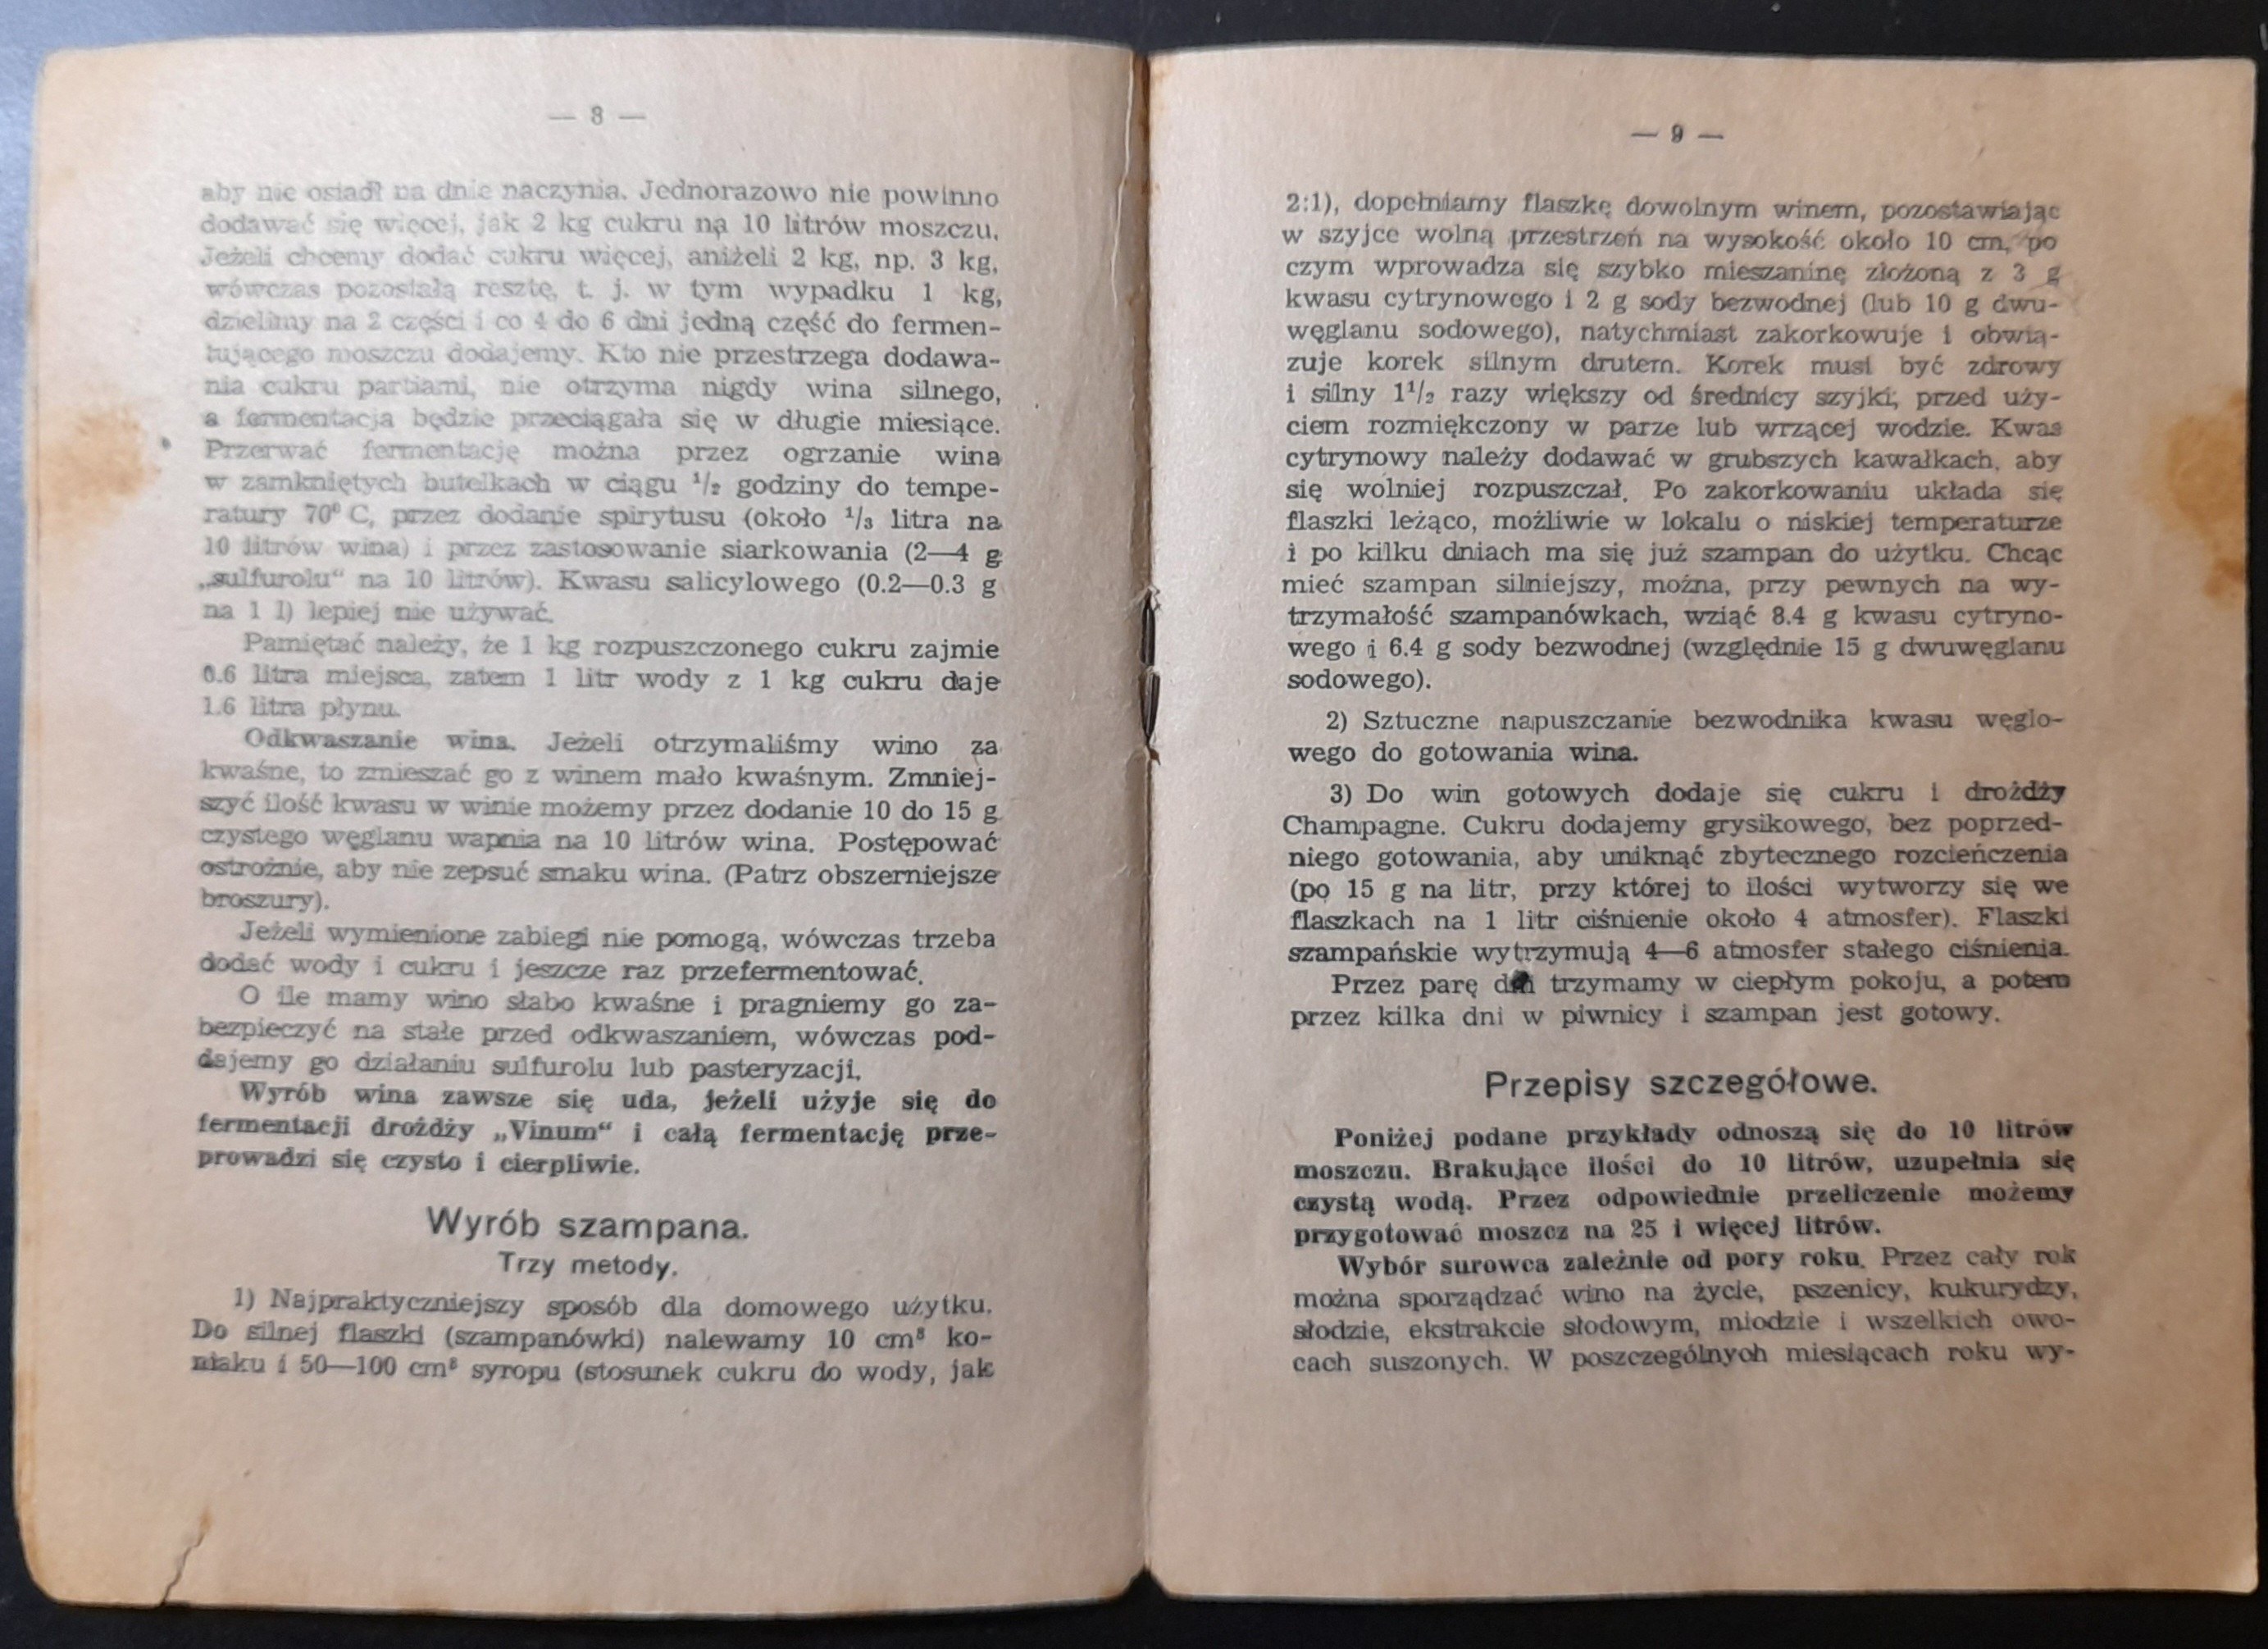 — 8 —
aby nie osiadł na dnie naczynia. Jednorazowo nie powinno
dodawać się więcej, jak 2 kg cukru na 10 litrów moszczu.
Jeżeli chcemy dodać cukru więcej, aniżeli 2 kg, np. 3 kg,
wówczas pozostałą resztę, t. j. w tym wypadku 1 kg,
dzielimy na 2 części i co 4 do 6 dni jedną część do fermen-
tującego moszczu dodajemy. Kto nie przestrzega dodawa-
nia cukru partiami, nie otrzyma nigdy wina silnego,
a fermentacja będzie przeciągała się w długie miesiące.
Przerwać fermentację można przez ogrzanie wina
w zamkniętych butelkach w ciągu ¹/₂ godziny do tempe-
ratury 70⁰ C, przez dodanie spirytusu (około ¹/₃ litra na
10 litrów wina) i przez zastosowanie siarkowania (2—4 g
„sulfurolu“ na 10 litrów). Kwasu salicylowego (0.2—0.3 g
na 1 l) lepiej nie używać.
Pamiętać należy, że 1 kg rozpuszczonego cukru zajmie
0.6 litra miejsca, zatem 1 litr wody z 1 kg cukru daje
1.6 litra płynu.
Odkwaszanie wina. Jeżeli otrzymaliśmy wino za
kwaśne, to zmieszać go z winem mało kwaśnym. Zmniej-
szyć ilość kwasu w winie możemy przez dodanie 10 do 15 g
czystego węglanu wapnia na 10 litrów wina. Postępować
ostrożnie, aby nie zepsuć smaku wina. (Patrz obszerniejsze
broszury).
Jeżeli wymienione zabiegi nie pomogą, wówczas trzeba
dodać wody i cukru i jeszcze raz przefermentować.
O ile mamy wino słabo kwaśne i pragniemy go za-
bezpieczyć na stałe przed odkwaszaniem, wówczas pod-
dajemy go działaniu sulfurolu lub pasteryzacji.
Wyrób wina zawsze się uda, jeżeli użyje się do
fermentacji drożdży „Vinum“ i całą fermentację prze-
prowadzi się czysto i cierpliwie.
Wyrób szampana.
Trzy metody.
1) Najpraktyczniejszy sposób dla domowego użytku.
Do silnej flaszki (szampanówki) nalewamy 10 cm³ ko-
niaku i 50—100 cm³ syropu (stosunek cukru do wody, jak
— 9 —
2:1), dopełniamy flaszkę dowolnym winem, pozostawiając
w szyjce wolną przestrzeń na wysokość około 10 cm, po
czym wprowadza się szybko mieszaninę złożoną z 3 g
kwasu cytrynowego i 2 g sody bezwodnej (lub 10 g dwu-
węglanu sodowego), natychmiast zakorkowuje i obwią-
zuje korek silnym drutem. Korek musi być zdrowy
i silny 1¹/₂ razy większy od średnicy szyjki, przed uży-
ciem rozmiękczony w parze lub wrzącej wodzie. Kwas
cytrynowy należy dodawać w grubszych kawałkach, aby
się wolniej rozpuszczał. Po zakorkowaniu układa się
flaszki leżąco, możliwie w lokalu o niskiej temperaturze
i po kilku dniach ma się już szampan do użytku. Chcąc
mieć szampan silniejszy, można, przy pewnych na wy-
trzymałość szampanówkach, wziąć 8.4 g kwasu cytryno-
wego i 6.4 g sody bezwodnej (względnie 15 g dwuwęglanu
sodowego).
2) Sztuczne napuszczanie bezwodnika kwasu węglo-
wego do gotowania wina.
3) Do win gotowych dodaje się cukru i drożdży
Champagne. Cukru dodajemy grysikowego, bez poprzed-
niego gotowania, aby uniknąć zbytecznego rozcieńczenia
(po 15 g na litr, przy której to ilości wytworzy się we
flaszkach na 1 litr ciśnienie około 4 atmosfer). Flaszki
szampańskie wytrzymują 4—6 atmosfer stałego ciśnienia.
Przez parę dni trzymamy w ciepłym pokoju, a potem
przez kilka dni w piwnicy i szampan jest gotowy.
Przepisy szczegółowe.
Poniżej podane przykłady odnoszą się do 10 litrów
moszczu. Brakujące ilości do 10 litrów, uzupełnia się
czystą wodą. Przez odpowiednie przeliczenie możemy
przygotować moszcz na 25 i więcej litrów.
Wybór surowca zależnie od pory roku. Przez cały rok
można sporządzać wino na życie, pszenicy, kukurydzy,
słodzie, ekstrakcie słodowym, miodzie i wszelkich owo-
cach suszonych. W poszczególnych miesiącach roku wy-